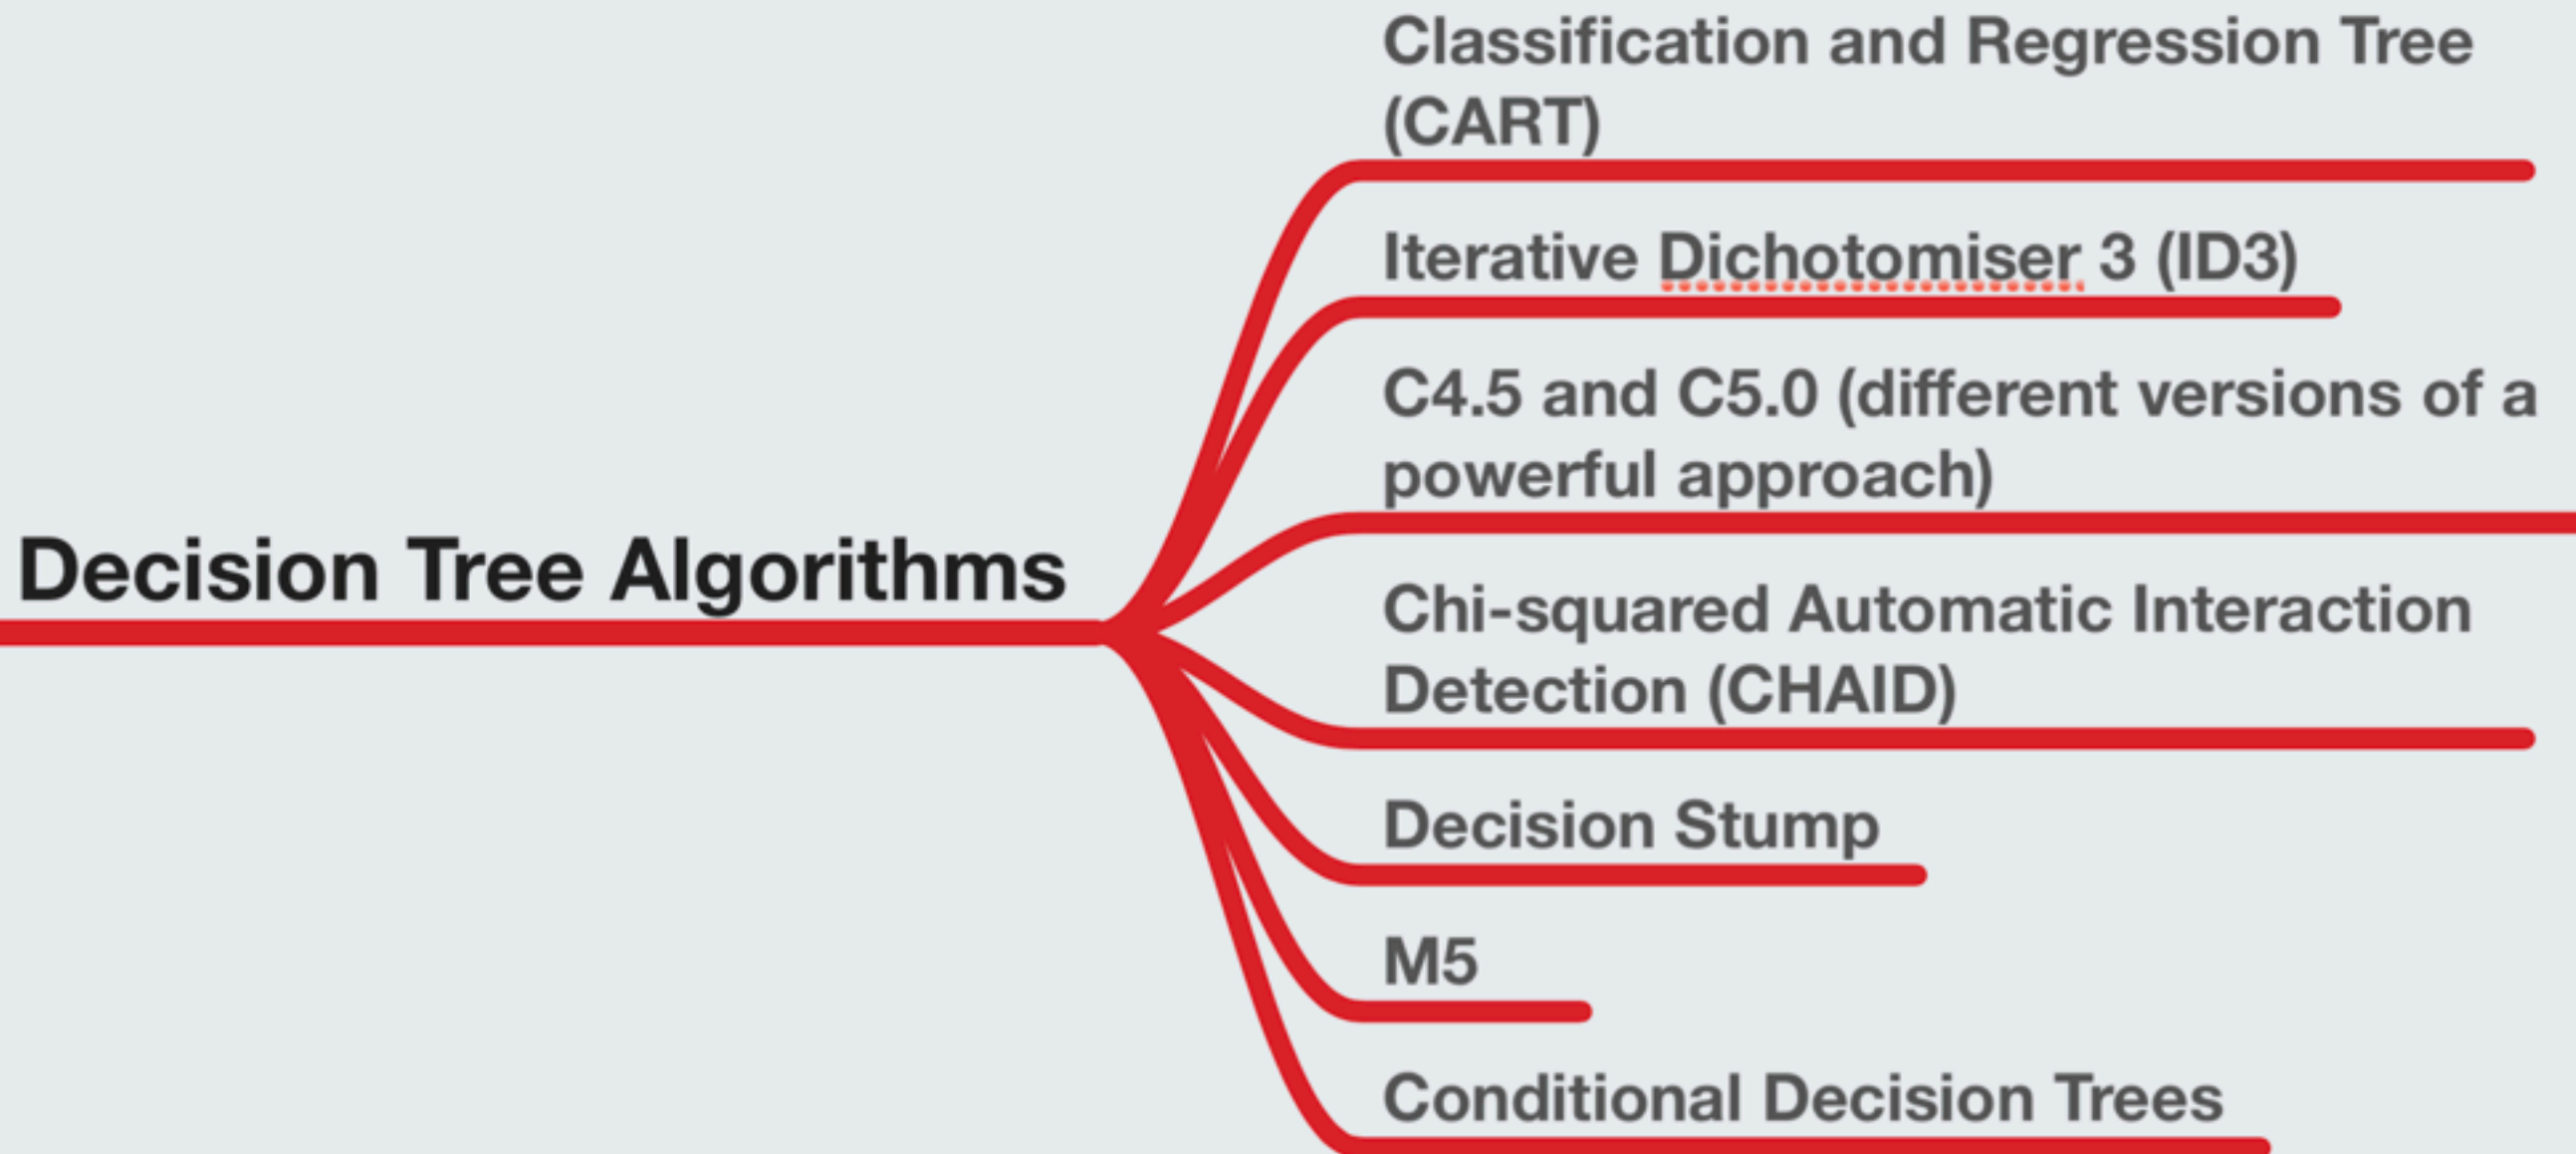 Classification and Regression Tree
(CART)
Iterative Dichotomiser 3 (ID3)
C4.5 and C5.0 (different versions of a
powerful approach)
Decision Tree Algorithms
Chi-squared Automatic Interaction
Detection (CHAID)
Decision Stump
M5
Conditional Decision Trees